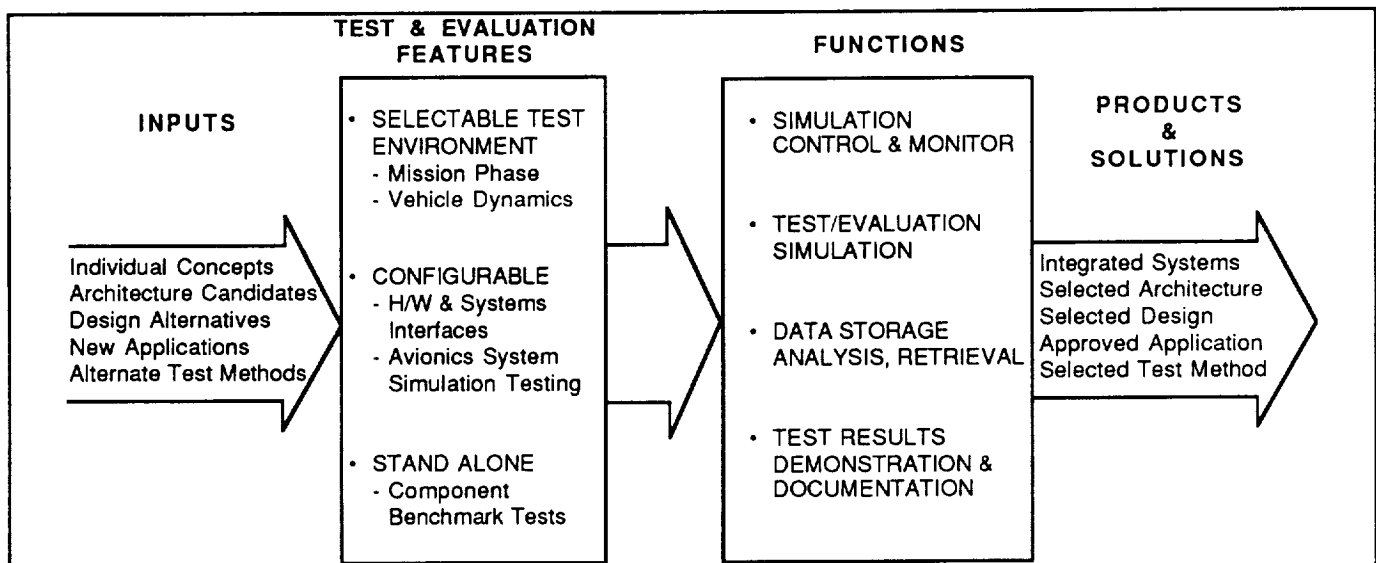 TEST & EVALUATION
FEATURES
FUNCTIONS
INPUTS
PRODUCTS
&
SOLUTIONS
Individual Concepts
Architecture Candidates
Design Alternatives
New Applications
Alternate Test Methods
• SELECTABLE TEST
ENVIRONMENT
- Mission Phase
- Vehicle Dynamics
• CONFIGURABLE
- H/W & Systems
Interfaces
- Avionics System
Simulation Testing
• STAND ALONE
- Component
Benchmark Tests
• SIMULATION
CONTROL & MONITOR
• TEST/EVALUATION
SIMULATION
• DATA STORAGE
ANALYSIS, RETRIEVAL
• TEST RESULTS
DEMONSTRATION &
DOCUMENTATION
Integrated Systems
Selected Architecture
Selected Design
Approved Application
Selected Test Method